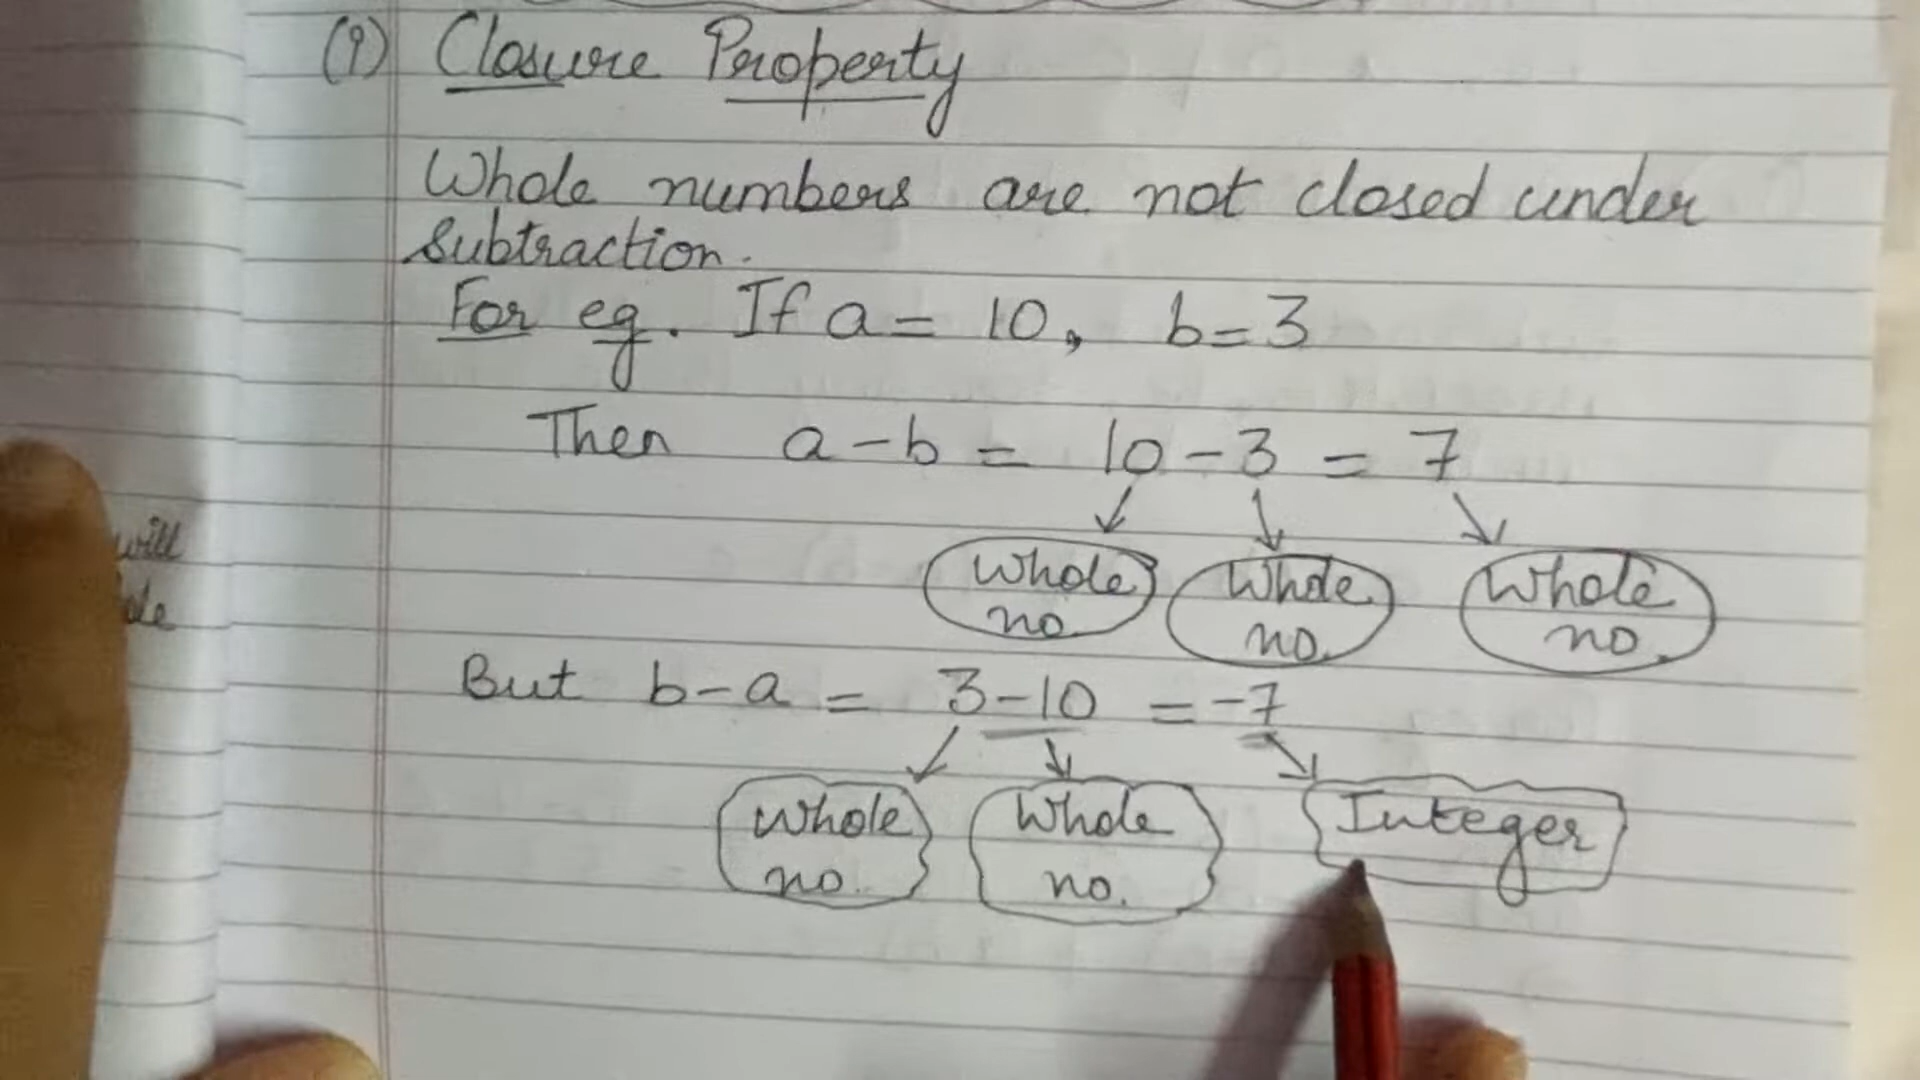 (i) Closure Property
Whole numbers are not closed under
subtraction.
For eg. If a = 10, b = 3
Then a - b = 10 - 3 = 7
Whole no. Whole no. Whole no.
But b - a = 3 - 10 = -7
Whole no. Whole no. Integer
will